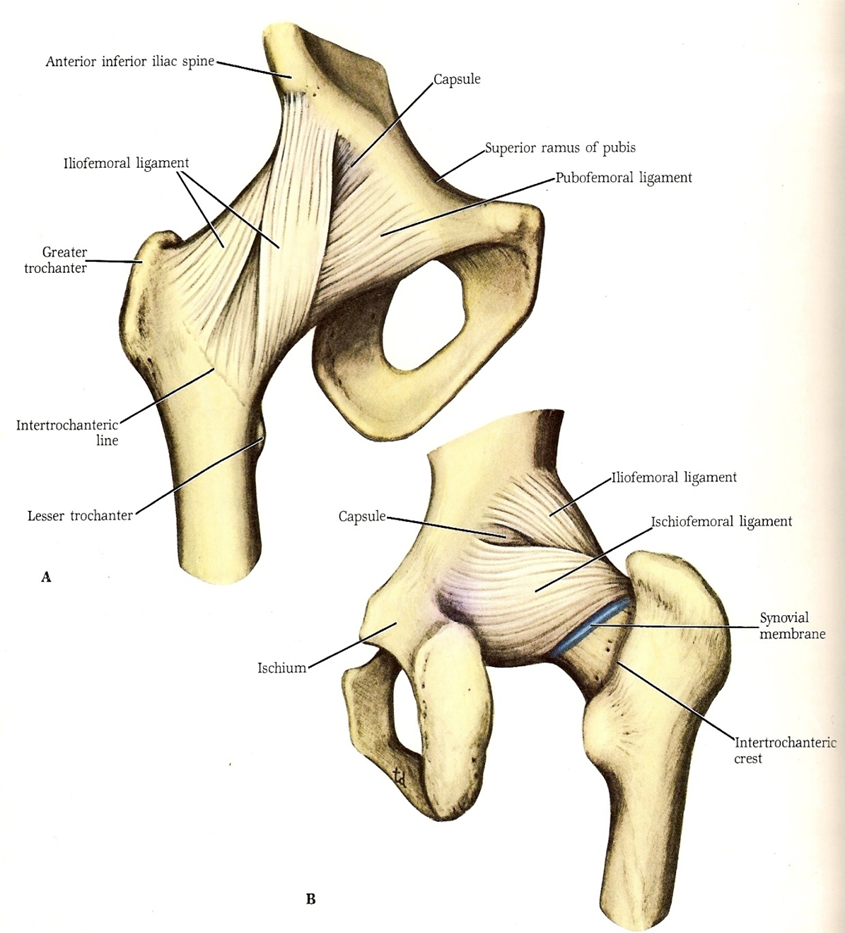 Anterior inferior iliac spine
Capsule
Superior ramus of pubis
Iliofemoral ligament
Pubofemoral ligament
Greater
trochanter
Intertrochanteric
line
Lesser trochanter
A
Iliofemoral ligament
Capsule
Ischiofemoral ligament
Synovial
membrane
Ischium
Intertrochanteric
crest
td
B